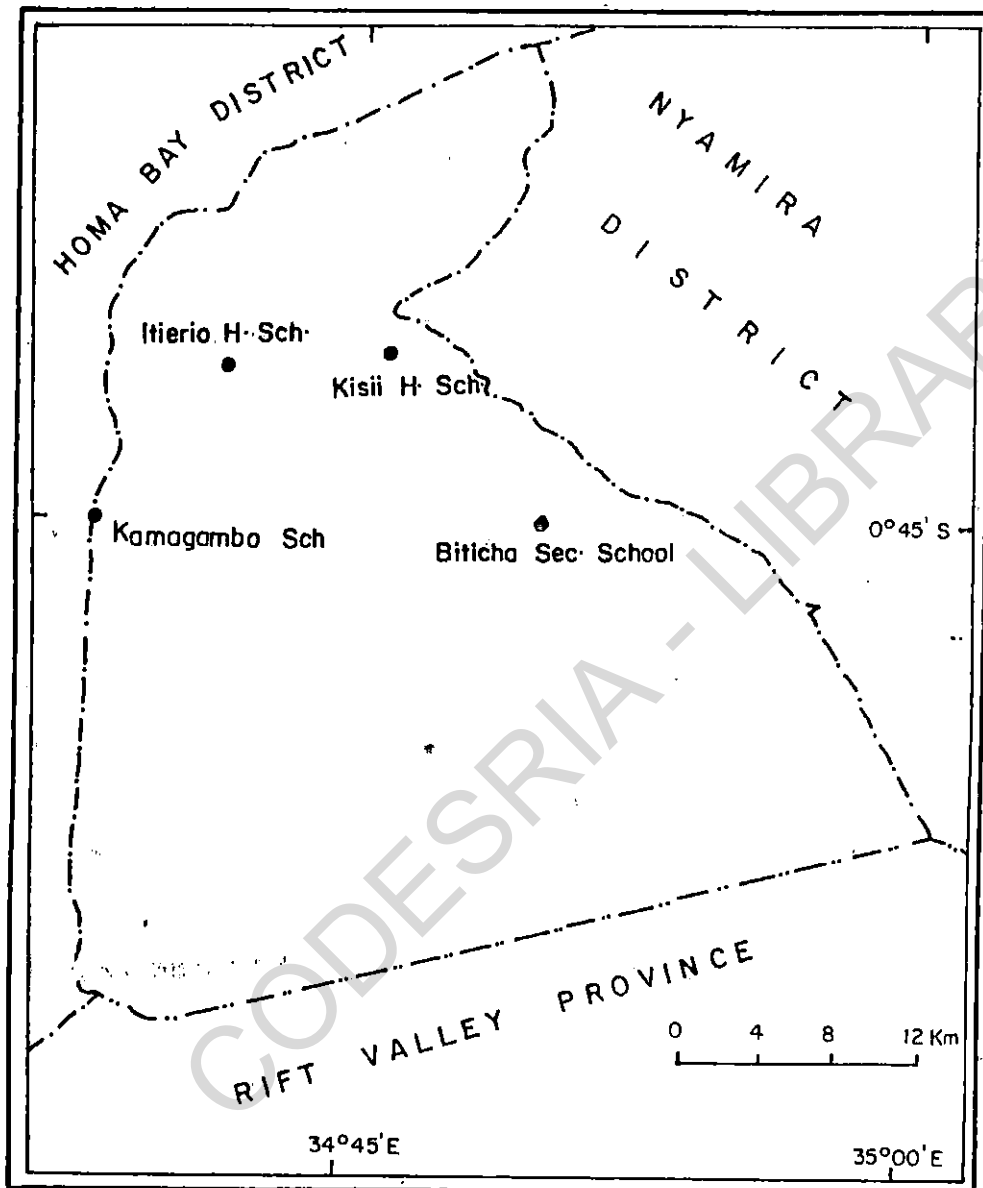 HOMA BAY DISTRICT
NYAMIRA
DISTRICT
Itierio H. Sch.
Kisii H. Sch.
Kamagambo Sch
Biticha Sec. School
0°45' S
CODESRIA - LIBRAR
RIFT VALLEY PROVINCE
0 4 8 12 Km
34°45'E
35°00'E